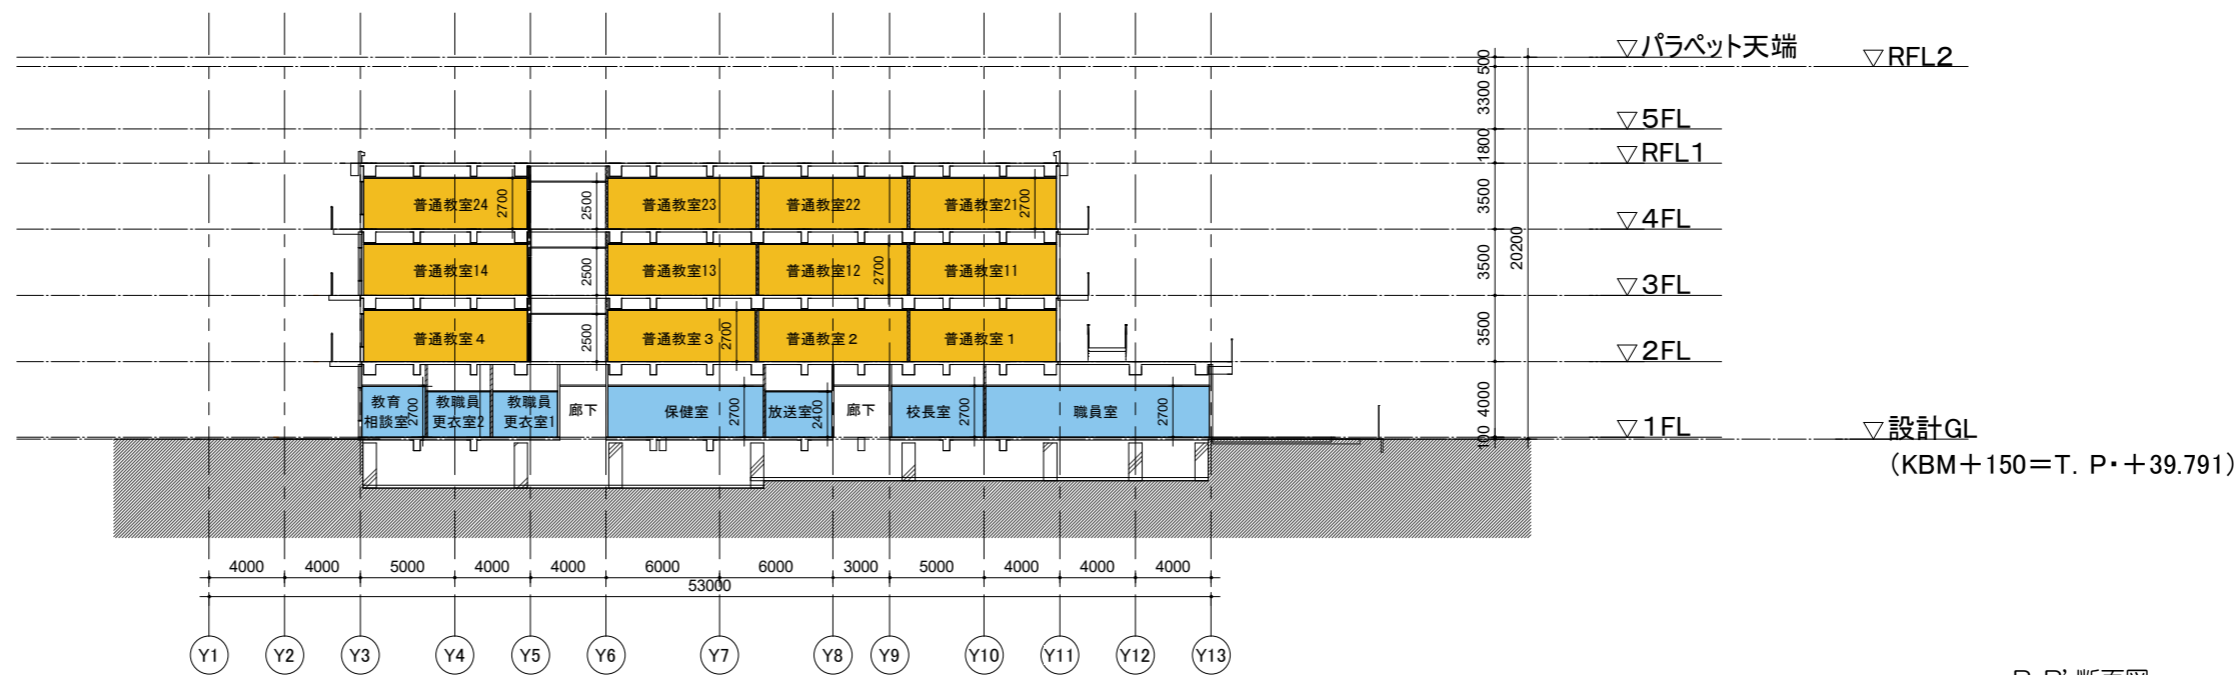 ▽パラペット天端
▽RFL2
500
3300
▽5FL
1800
▽RFL1
3500
普通教室24
2700
2500
普通教室23
普通教室22
普通教室21
2700
▽4FL
20200
3500
普通教室14
2500
普通教室13
普通教室12
2700
普通教室11
▽3FL
3500
普通教室4
2500
普通教室3
2700
普通教室2
普通教室1
▽2FL
4000
教育
相談室
2700
教職員
更衣室2
教職員
更衣室1
廊下
保健室
2700
放送室
2400
廊下
校長室
2700
職員室
2700
▽1FL
100
▽設計GL
(KBM+150=T. P・+39.791)
4000 4000 5000 4000 4000 6000 6000 3000 5000 4000 4000 4000
53000
Y1 Y2 Y3 Y4 Y5 Y6 Y7 Y8 Y9 Y10 Y11 Y12 Y13